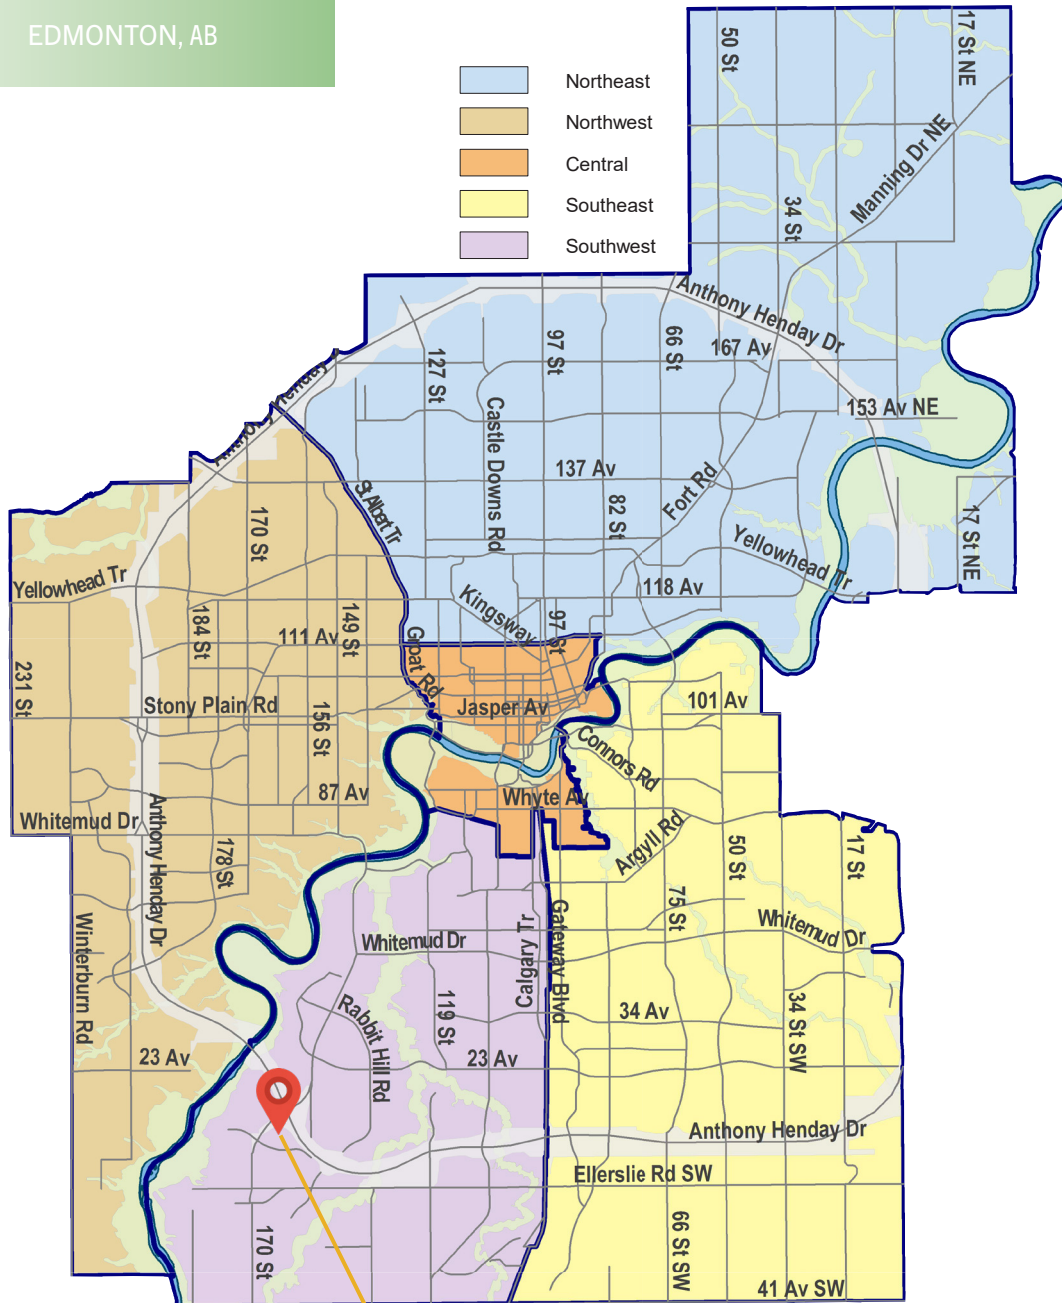 EDMONTON, AB
Northeast
Northwest
Central
Southeast
Southwest
50 St
17 St NE
Manning Dr NE
34 St
Anthony Henday Dr
97 St
66 St
167 Av
127 St
Anthony Henday
Castle Downs Rd
153 Av NE
137 Av
St Albert Tr
82 St
Fort Rd
170 St
17 St NE
Yellowhead Tr
Yellowhead Tr
118 Av
Kingsway
97 St
184 St
149 St
111 Av
Groat Rd
231 St
Stony Plain Rd
Jasper Av
101 Av
156 St
Connors Rd
87 Av
Whyte Av
Whitemud Dr
Anthony Henday Dr
178 St
Argyll Rd
50 St
17 St
75 St
Winterburn Rd
Whitemud Dr
Calgary Tr
Gateway Blvd
Whitemud Dr
Rabbit Hill Rd
119 St
34 Av
34 St SW
23 Av
23 Av
Anthony Henday Dr
Ellerslie Rd SW
170 St
66 St SW
41 Av SW